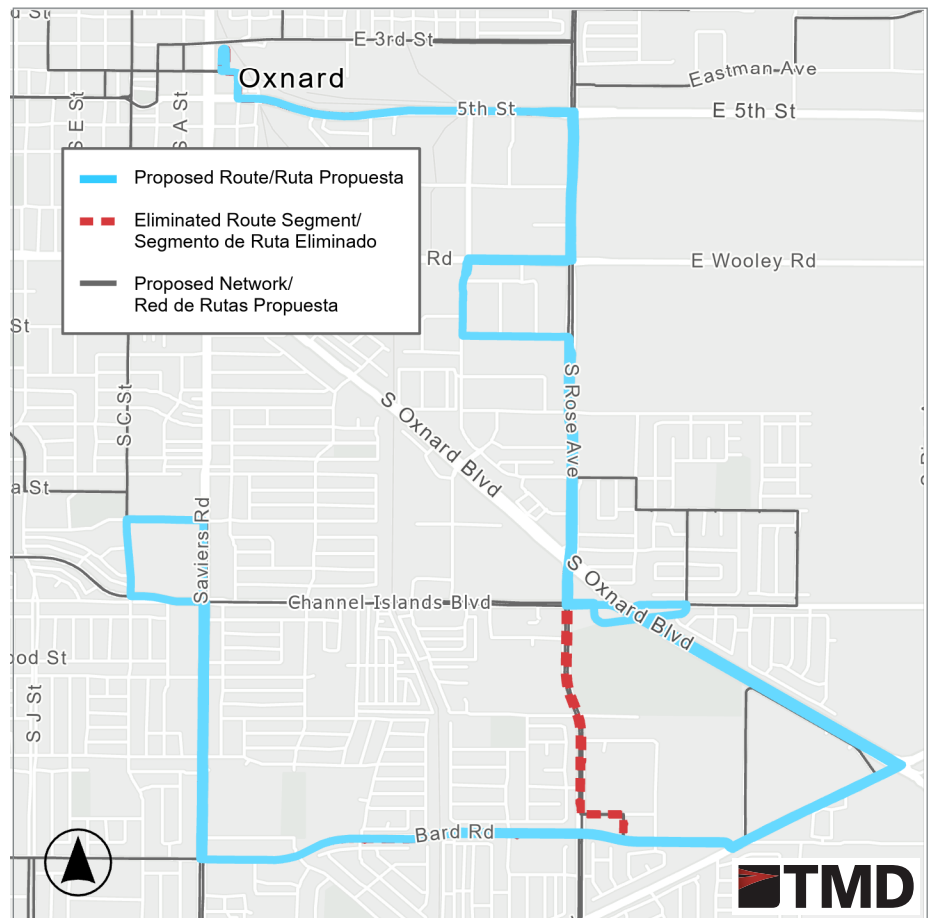 d St
E 3rd St
Eastman Ave
Oxnard
S E St
S A St
5th St
E 5th St
Proposed Route/Ruta Propuesta
Eliminated Route Segment/
Segmento de Ruta Eliminado
Proposed Network/
Red de Rutas Propuesta
Rd
E Wooley Rd
St
S C St
S Oxnard Blvd
S Rose Ave
a St
Saviers Rd
S Oxnard Blvd
Channel Islands Blvd
ood St
S J St
Bard Rd
TMD